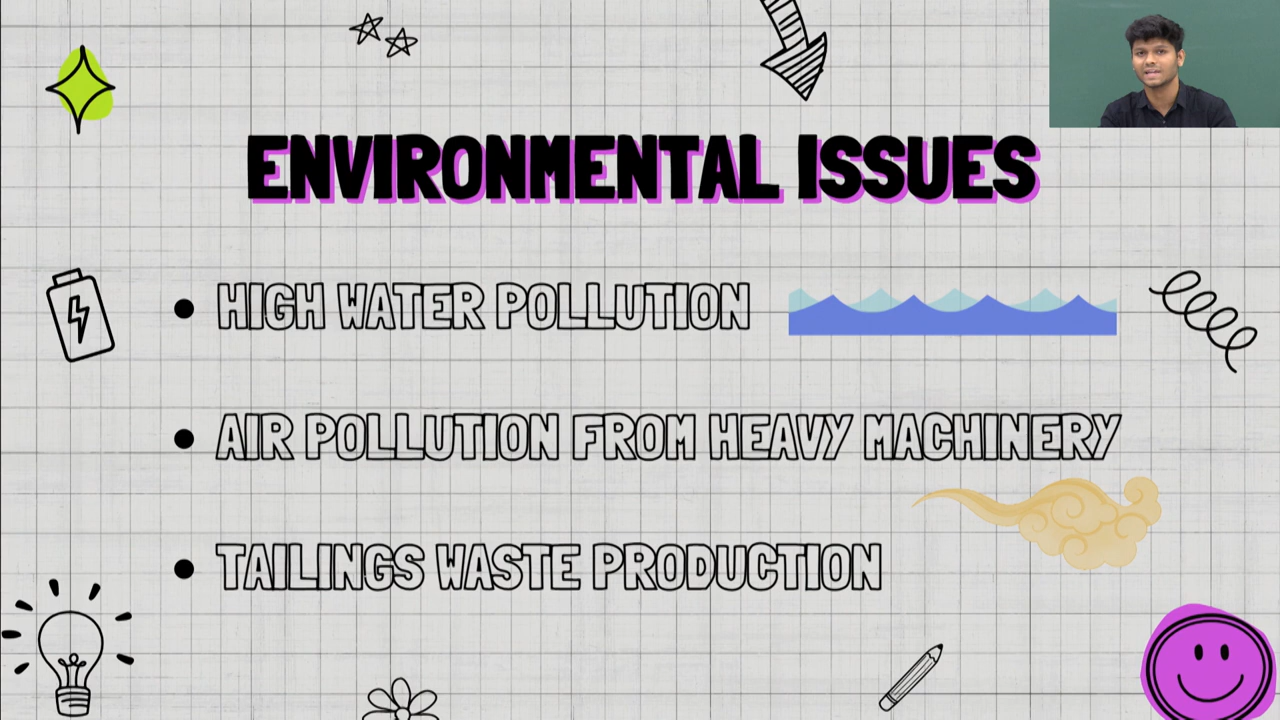 ENVIRONMENTAL ISSUES
HIGH WATER POLLUTION
AIR POLLUTION FROM HEAVY MACHINERY
TAILINGS WASTE PRODUCTION